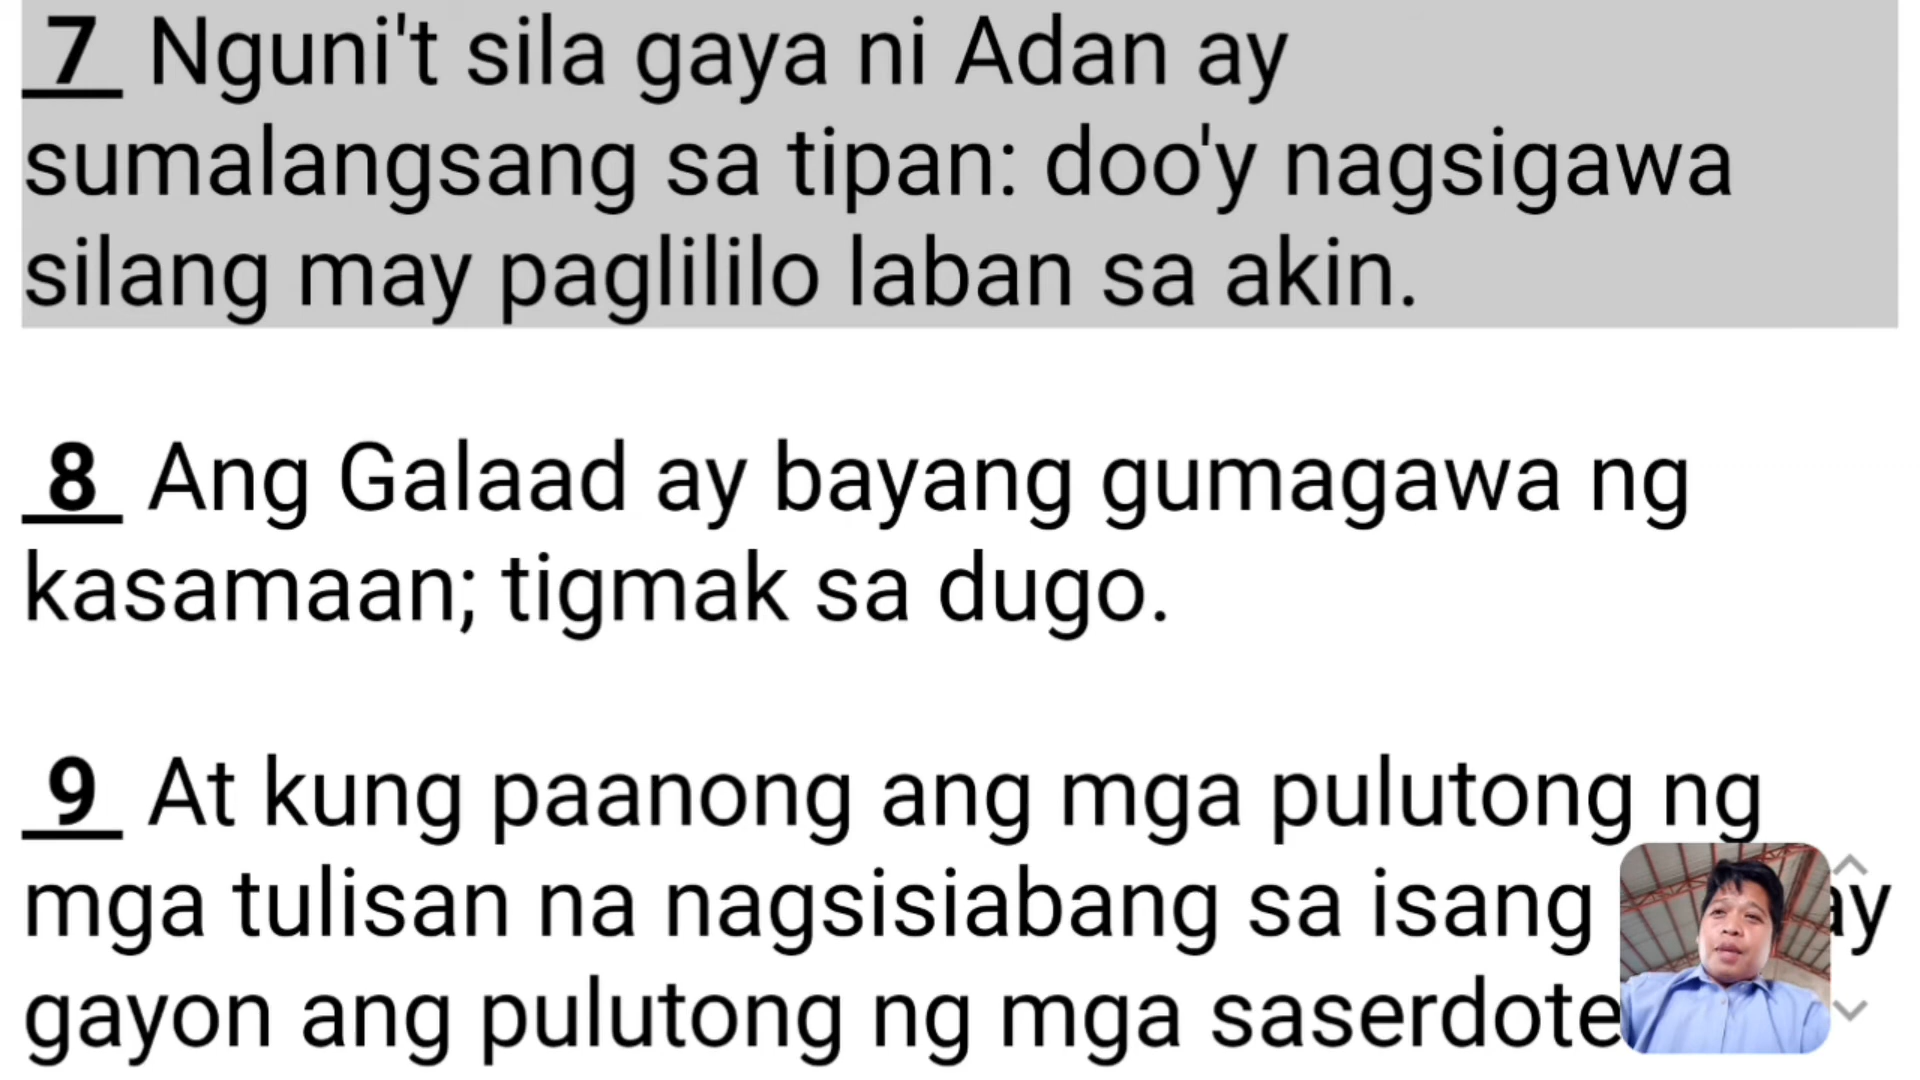 7 Nguni't sila gaya ni Adan ay
sumalangsang sa tipan: doo'y nagsigawa
silang may paglililo laban sa akin.
8 Ang Galaad ay bayang gumagawa ng
kasamaan; tigmak sa dugo.
9 At kung paanong ang mga pulutong ng
mga tulisan na nagsisiabang sa isang
gayon ang pulutong ng mga saserdote